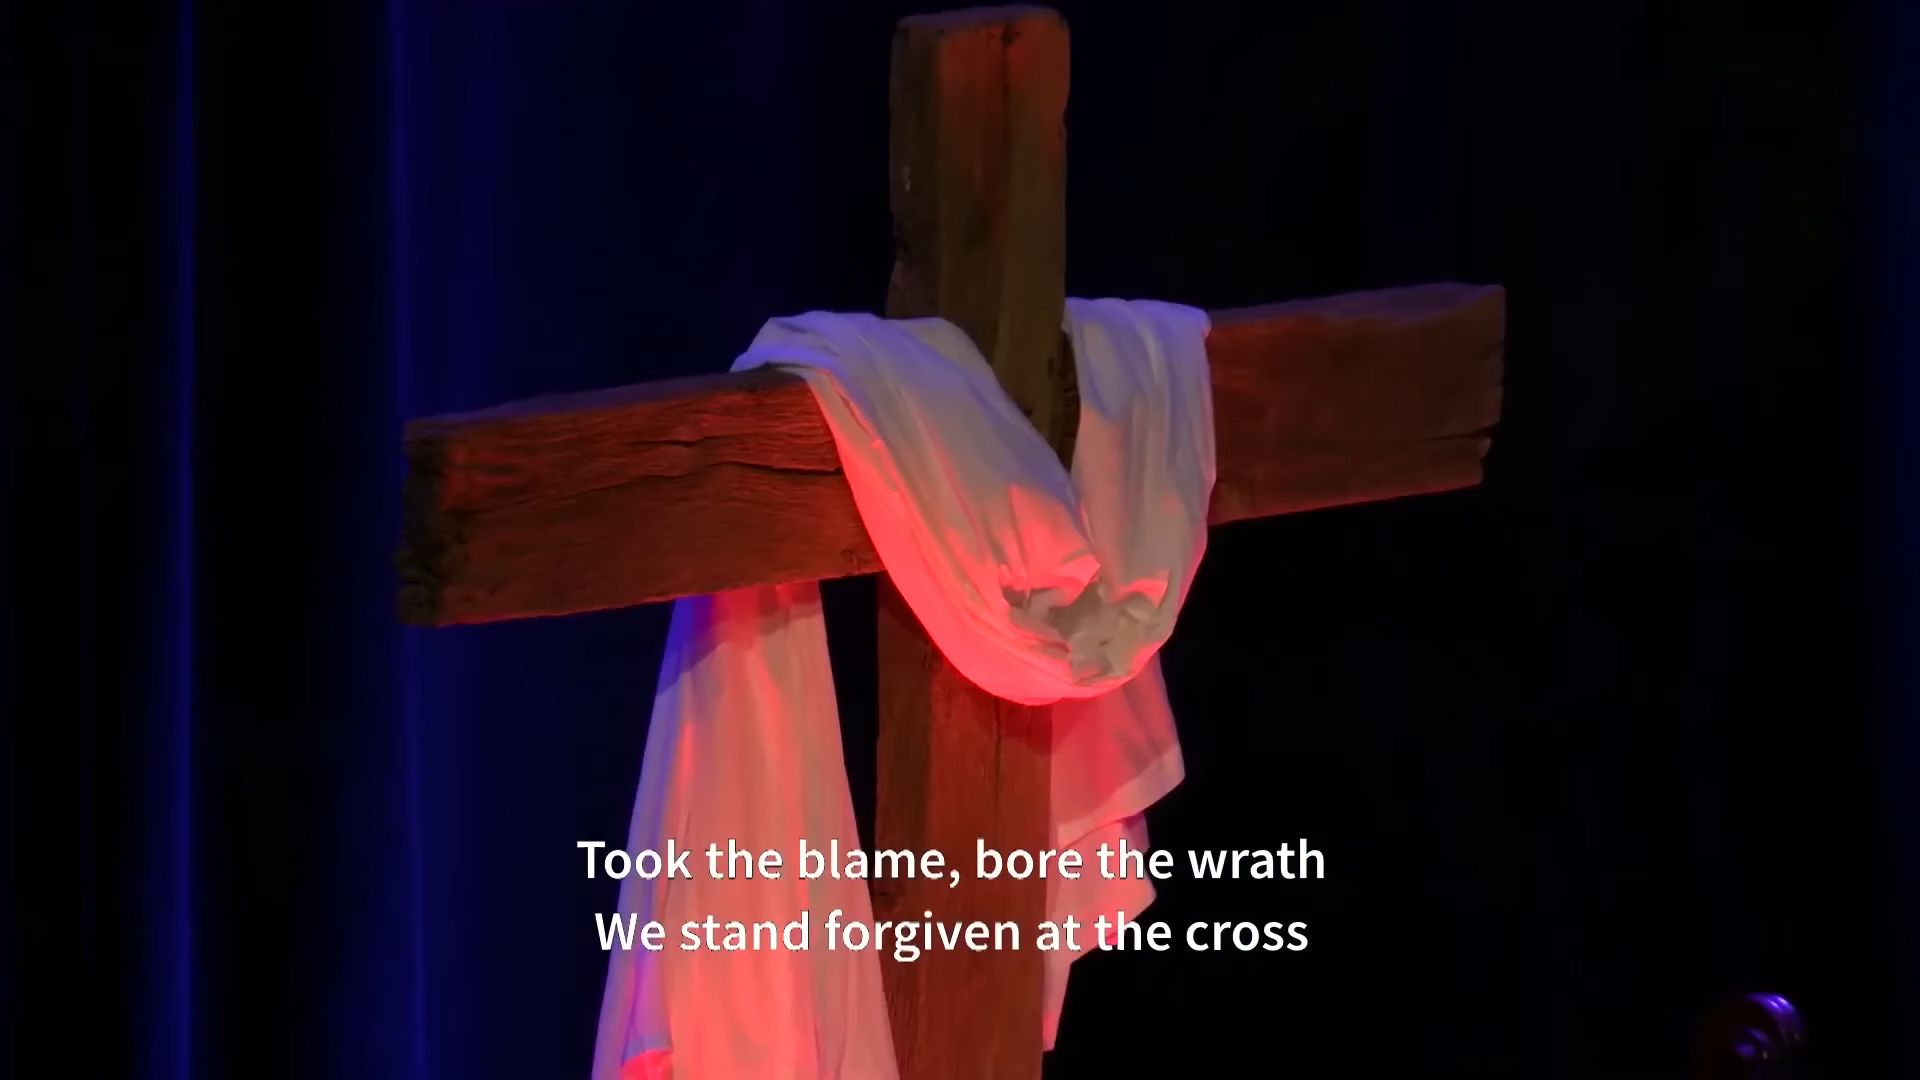 Took the blame, bore the wrath
We stand forgiven at the cross